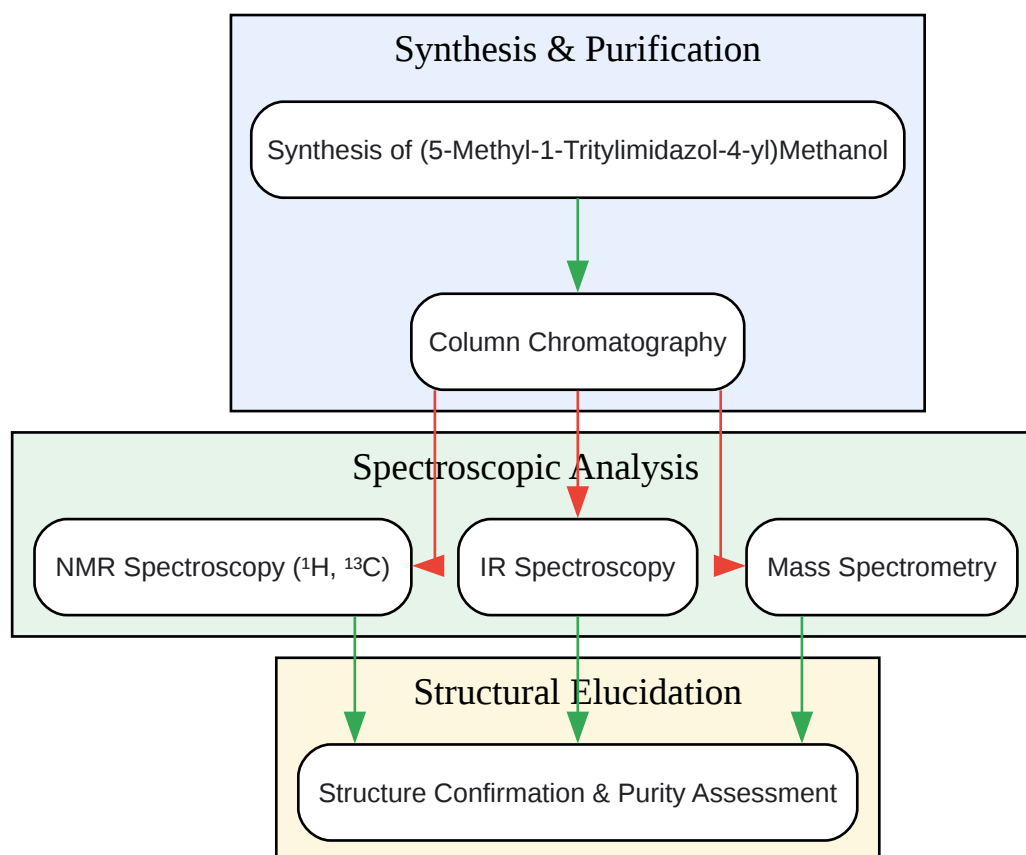 Synthesis & Purification
Synthesis of (5-Methyl-1-Tritylimidazol-4-yl)Methanol
Column Chromatography
Spectroscopic Analysis
NMR Spectroscopy (¹H, ¹³C)
IR Spectroscopy
Mass Spectrometry
Structural Elucidation
Structure Confirmation & Purity Assessment